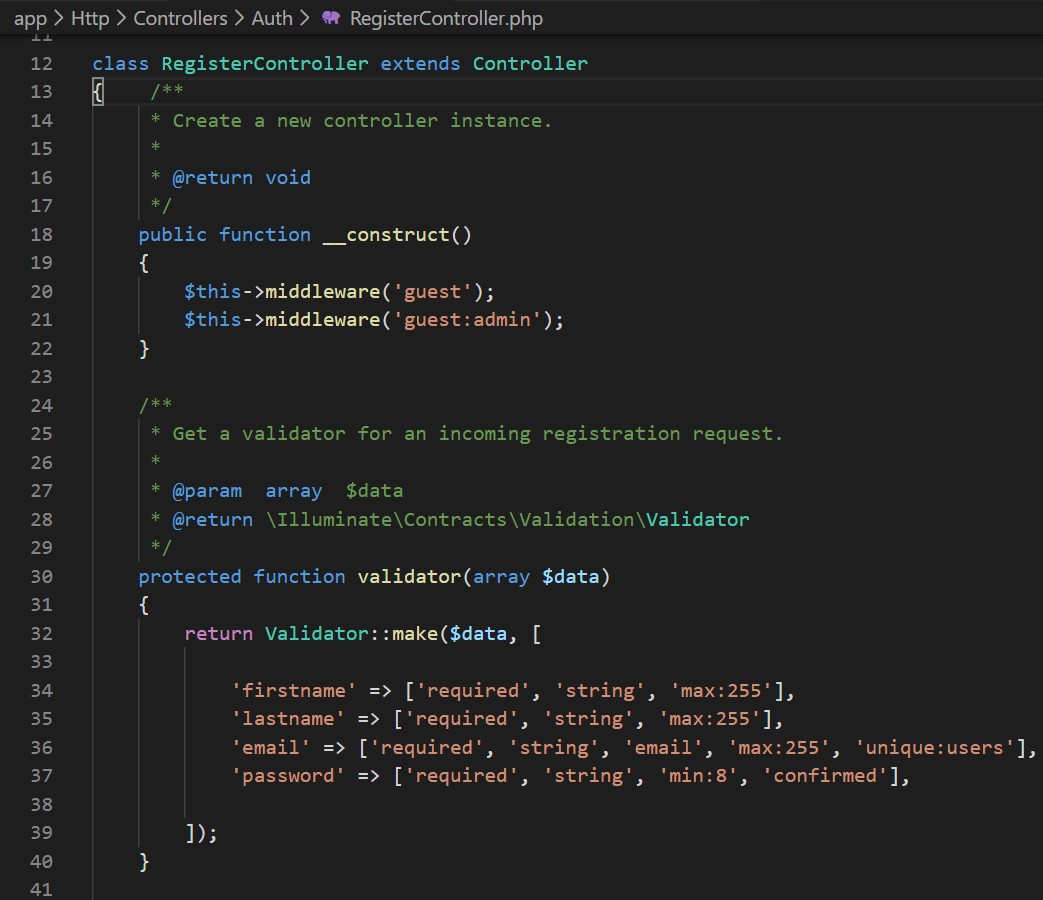 app > Http > Controllers > Auth > RegisterController.php
11
12 class RegisterController extends Controller
13 {    /**
14      * Create a new controller instance.
15      *
16      * @return void
17      */
18     public function __construct()
19     {
20         $this->middleware('guest');
21         $this->middleware('guest:admin');
22     }
23
24     /**
25      * Get a validator for an incoming registration request.
26      *
27      * @param  array  $data
28      * @return \Illuminate\Contracts\Validation\Validator
29      */
30     protected function validator(array $data)
31     {
32         return Validator::make($data, [
33
34             'firstname' => ['required', 'string', 'max:255'],
35             'lastname' => ['required', 'string', 'max:255'],
36             'email' => ['required', 'string', 'email', 'max:255', 'unique:users'],
37             'password' => ['required', 'string', 'min:8', 'confirmed'],
38
39         ]);
40     }
41